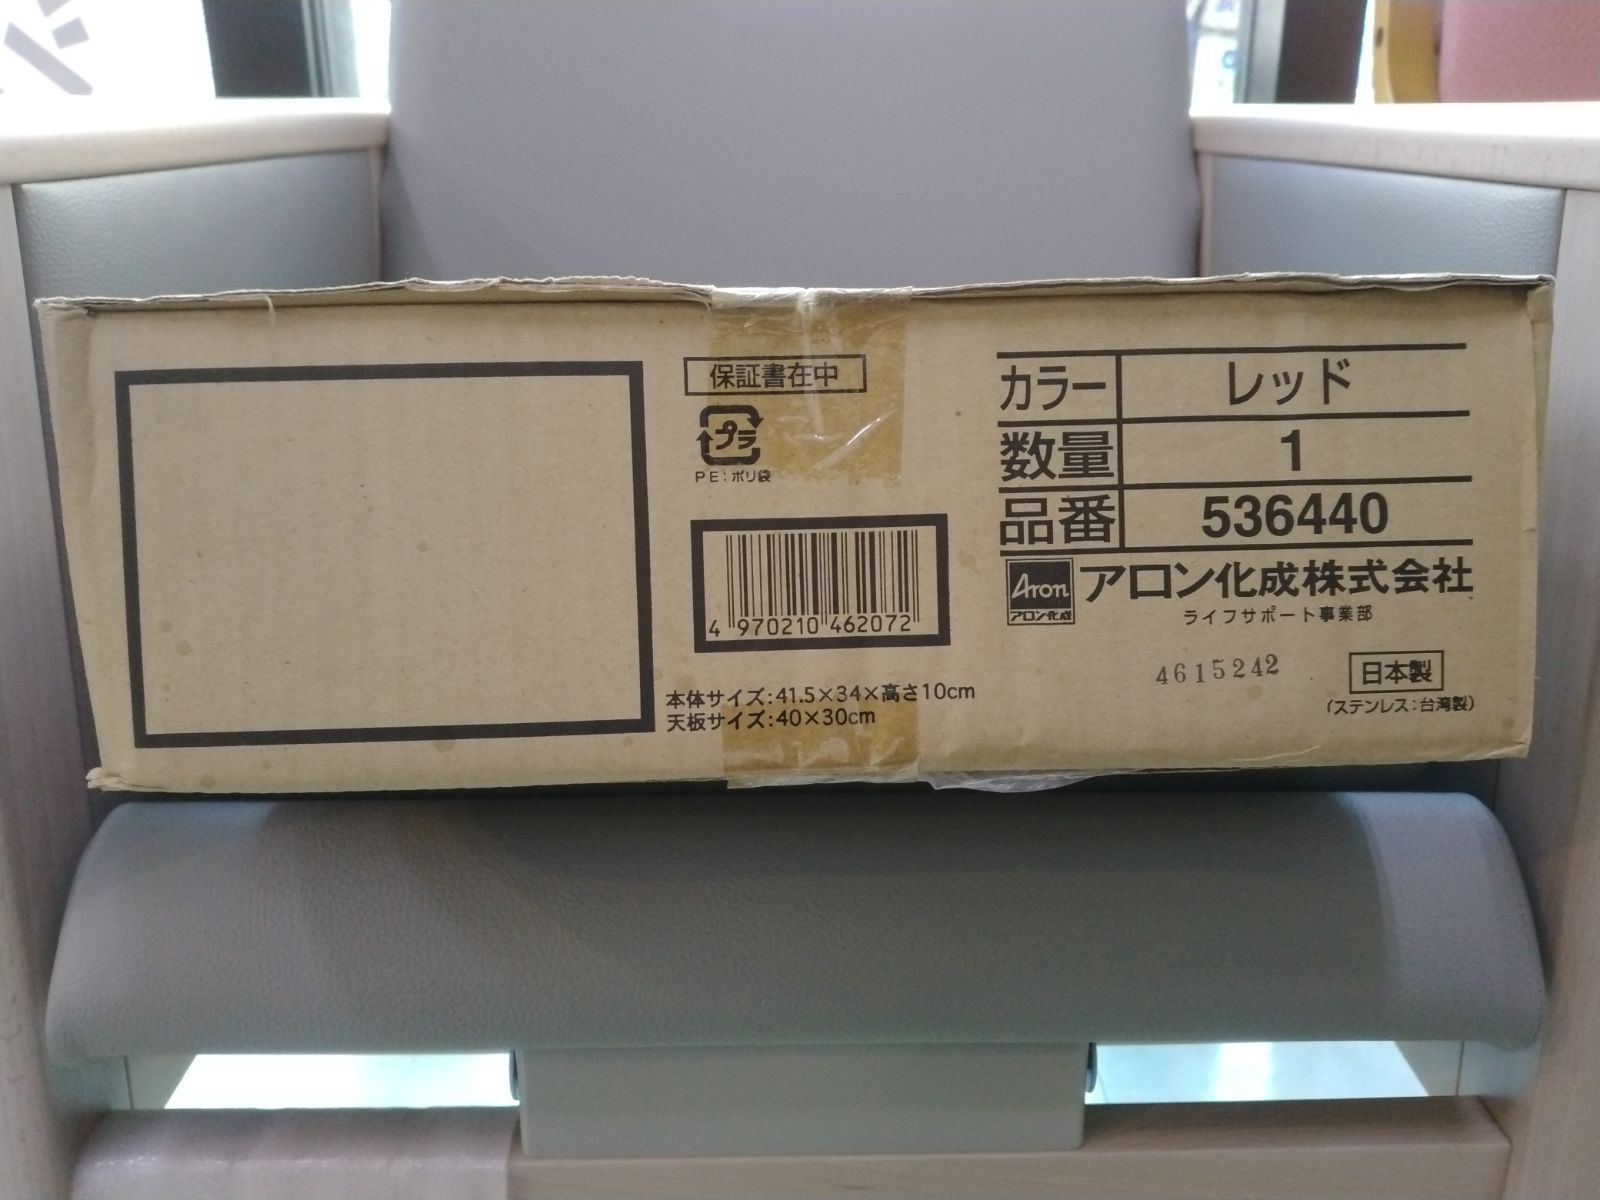 保証書在中
プラ
PE:ポリ袋
4 970210 462072
本体サイズ:41.5×34×高さ10cm
天板サイズ:40×30cm
カラー レッド
数量 1
品番 536440
Aron
アロン化成
アロン化成株式会社
ライフサポート事業部
4615242
日本製
(ステンレス:台湾製)